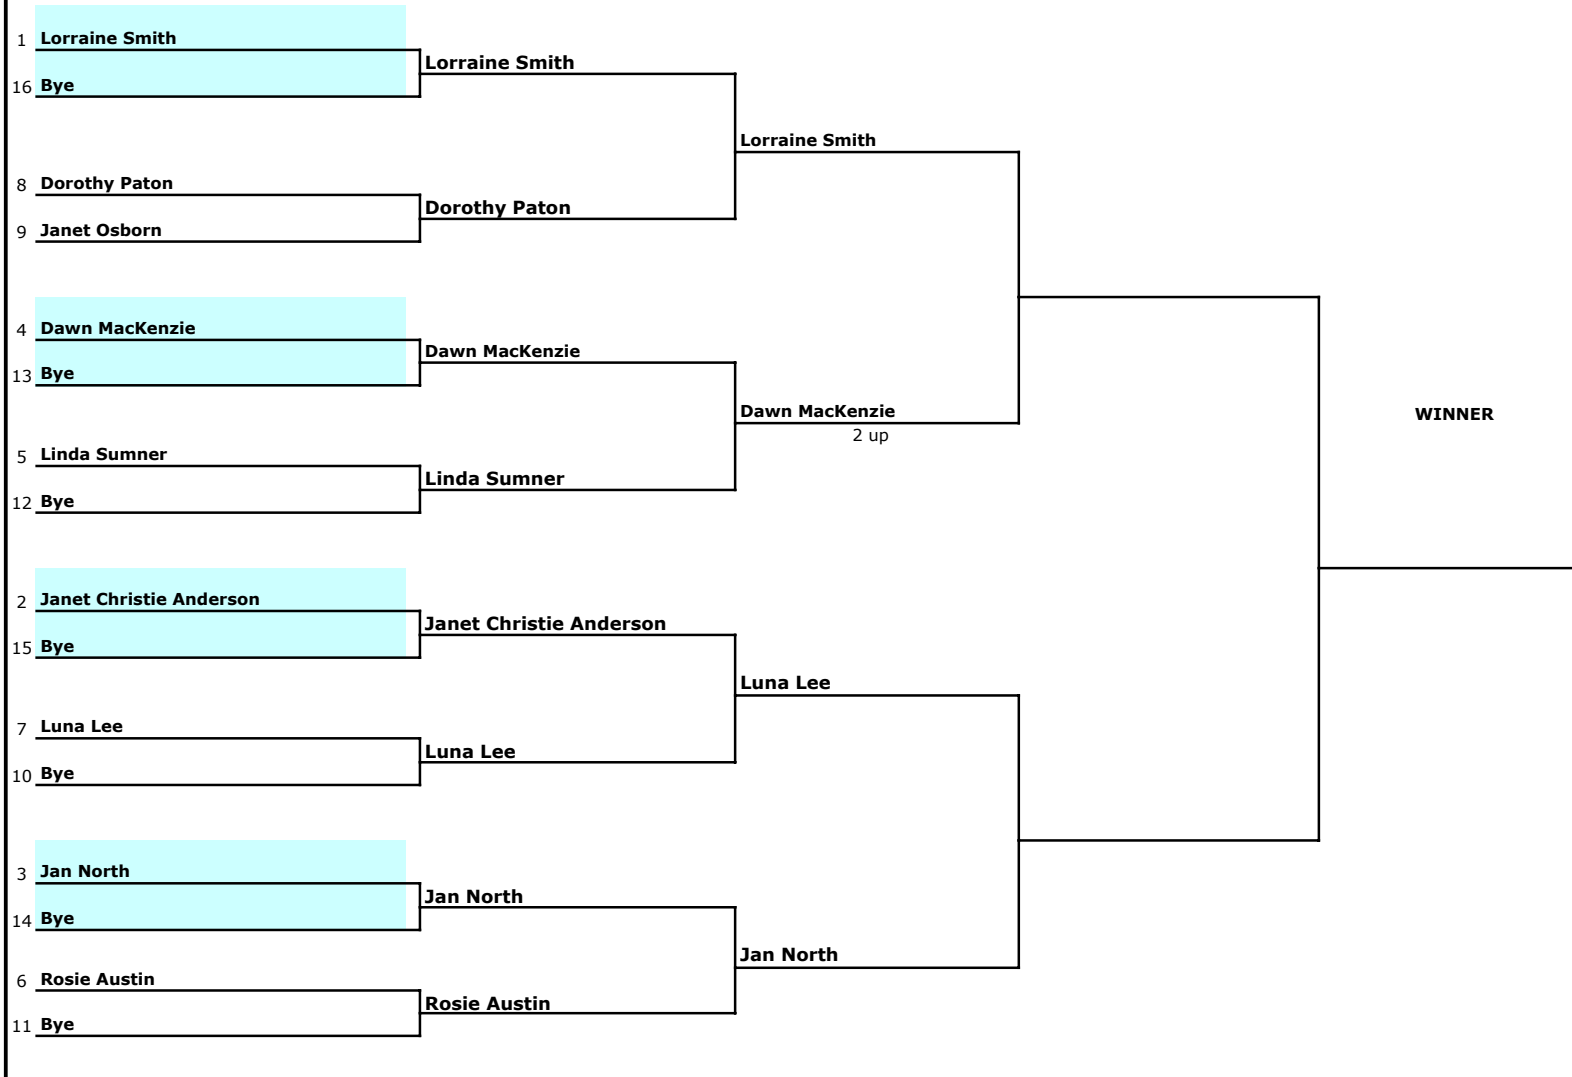 1 Lorraine Smith
Lorraine Smith
16 Bye
Lorraine Smith
8 Dorothy Paton
Dorothy Paton
9 Janet Osborn
4 Dawn MacKenzie
Dawn MacKenzie
13 Bye
Dawn MacKenzie
WINNER
2 up
5 Linda Sumner
Linda Sumner
12 Bye
2 Janet Christie Anderson
Janet Christie Anderson
15 Bye
Luna Lee
7 Luna Lee
Luna Lee
10 Bye
3 Jan North
Jan North
14 Bye
Jan North
6 Rosie Austin
Rosie Austin
11 Bye